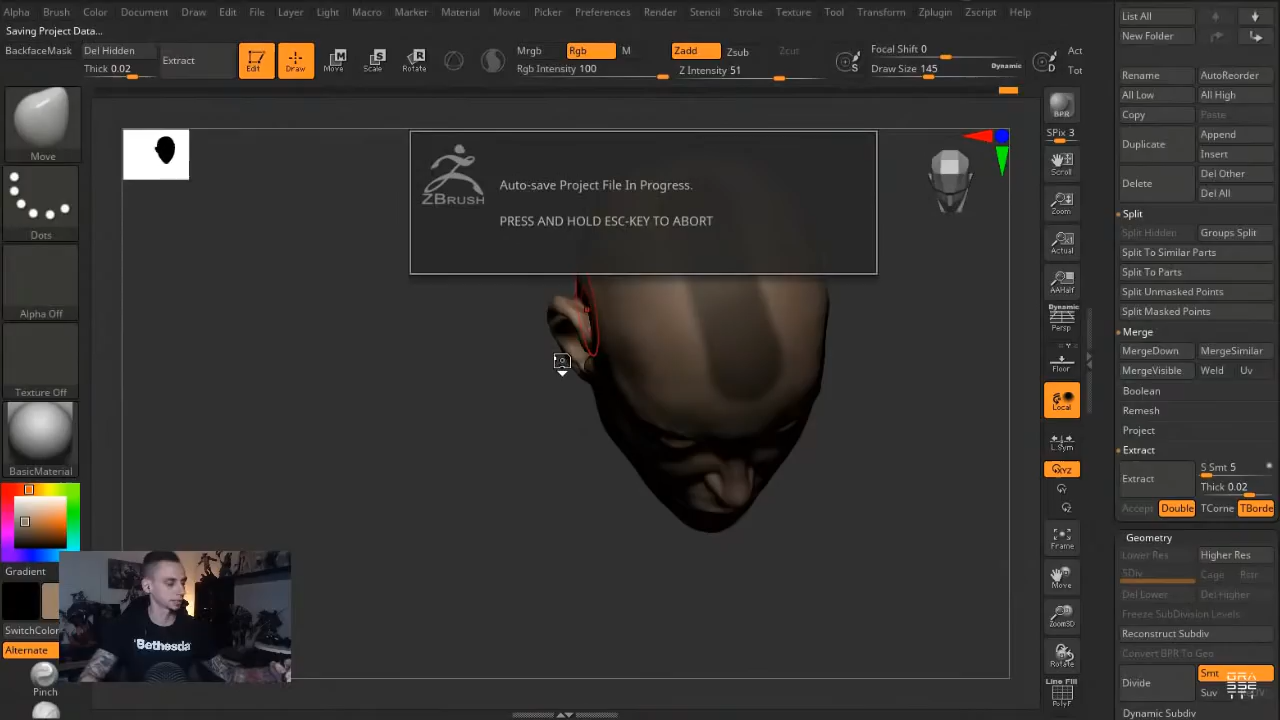 Alpha Brush Color Document Draw Edit File Layer Light Macro Marker Material Movie Picker Preferences Render Stencil Stroke Texture Tool Transform Zplugin Zscript Help
Saving Project Data...
BackfaceMask
Del Hidden
Thick 0.02
Extract
Edit
Draw
Move
Scale
Rotate
Mrgb
Rgb
M
Rgb Intensity 100
Zadd
Zsub
Zcut
Z Intensity 51
S
Focal Shift 0
Draw Size 145
Dynamic
D
Act
Tot
Move
Dots
Alpha Off
Texture Off
BasicMaterial
Gradient
SwitchColor
Alternate
Pinch
ZBRUSH
Auto-save Project File In Progress.
PRESS AND HOLD ESC-KEY TO ABORT
Bethesda
BPR
SPix 3
Scroll
Zoom
Actual
AAHalf
Dynamic
Persp
Floor
Local
L.Sym
XYZ
Y
Z
Frame
Move
Zoom3D
Rotate
Line Fill
PolyF
List All
New Folder
Rename
AutoReorder
All Low
All High
Copy
Paste
Duplicate
Append
Insert
Delete
Del Other
Del All
Split
Split Hidden
Groups Split
Split To Similar Parts
Split To Parts
Split Unmasked Points
Split Masked Points
Merge
MergeDown
MergeSimilar
MergeVisible
Weld
Uv
Boolean
Remesh
Project
Extract
Extract
S Smt 5
Thick 0.02
Accept
Double
TCorne
TBorde
Geometry
Lower Res
Higher Res
SDiv
Cage
Rstr
Del Lower
Del Higher
Freeze SubDivision Levels
Reconstruct Subdiv
Convert BPR To Geo
Divide
Smt
Suv
Dynamic Subdiv